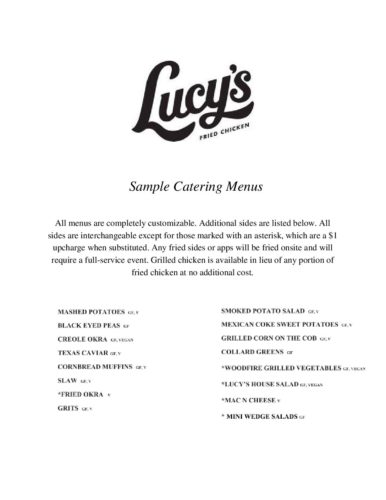 Lucy's
FRIED CHICKEN
Sample Catering Menus
All menus are completely customizable. Additional sides are listed below. All
sides are interchangeable except for those marked with an asterisk, which are a $1
upcharge when substituted. Any fried sides or apps will be fried onsite and will
require a full-service event. Grilled chicken is available in lieu of any portion of
fried chicken at no additional cost.
MASHED POTATOES GF, V
BLACK EYED PEAS GF
CREOLE OKRA GF, VEGAN
TEXAS CAVIAR GF, V
CORNBREAD MUFFINS GF, V
SLAW GF, V
*FRIED OKRA V
GRITS GF, V
SMOKED POTATO SALAD GF, V
MEXICAN COKE SWEET POTATOES GF, V
GRILLED CORN ON THE COB GF, V
COLLARD GREENS GF
*WOODFIRE GRILLED VEGETABLES GF, VEGAN
*LUCY'S HOUSE SALAD GF, VEGAN
*MAC N CHEESE V
* MINI WEDGE SALADS GF